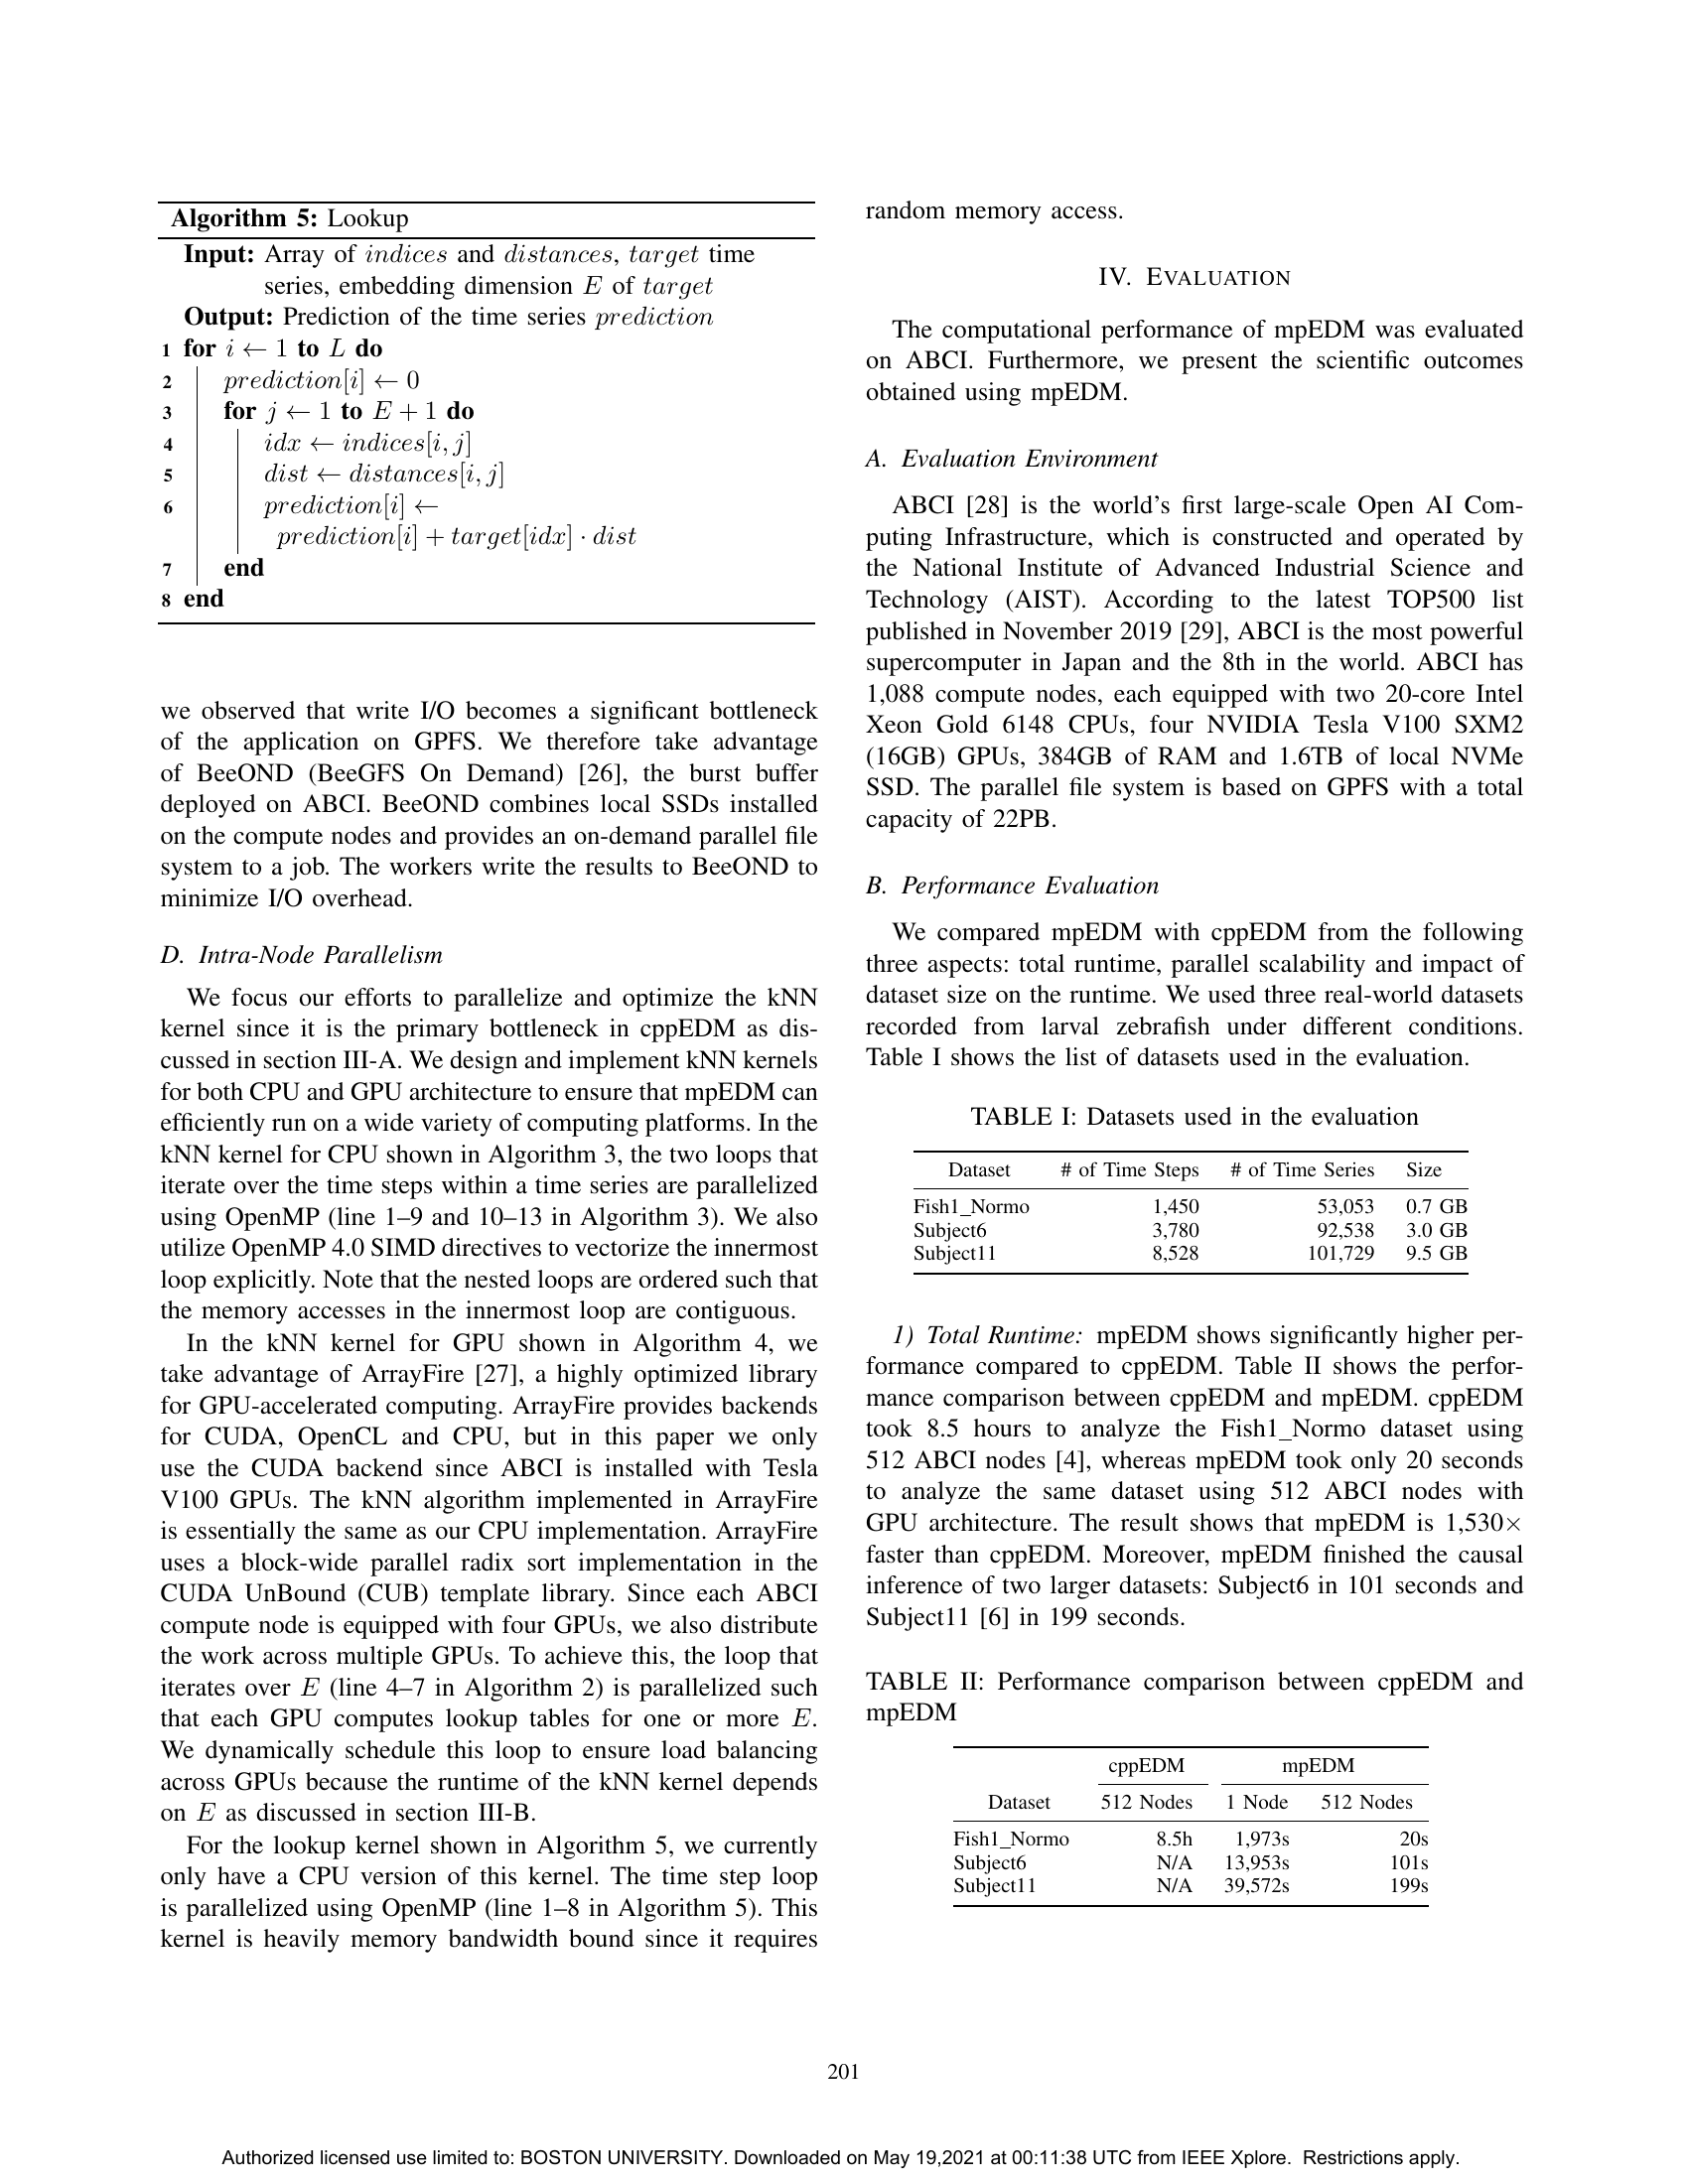 Algorithm 5: Lookup
Input: Array of indices and distances, target time
series, embedding dimension E of target
Output: Prediction of the time series prediction
1 for i ← 1 to L do
2 prediction[i] ← 0
3 for j ← 1 to E + 1 do
4 idx ← indices[i, j]
5 dist ← distances[i, j]
6 prediction[i] ←
prediction[i] + target[idx] · dist
7 end
8 end
we observed that write I/O becomes a significant bottleneck
of the application on GPFS. We therefore take advantage
of BeeOND (BeeGFS On Demand) [26], the burst buffer
deployed on ABCI. BeeOND combines local SSDs installed
on the compute nodes and provides an on-demand parallel file
system to a job. The workers write the results to BeeOND to
minimize I/O overhead.
D. Intra-Node Parallelism
We focus our efforts to parallelize and optimize the kNN
kernel since it is the primary bottleneck in cppEDM as dis-
cussed in section III-A. We design and implement kNN kernels
for both CPU and GPU architecture to ensure that mpEDM can
efficiently run on a wide variety of computing platforms. In the
kNN kernel for CPU shown in Algorithm 3, the two loops that
iterate over the time steps within a time series are parallelized
using OpenMP (line 1–9 and 10–13 in Algorithm 3). We also
utilize OpenMP 4.0 SIMD directives to vectorize the innermost
loop explicitly. Note that the nested loops are ordered such that
the memory accesses in the innermost loop are contiguous.
In the kNN kernel for GPU shown in Algorithm 4, we
take advantage of ArrayFire [27], a highly optimized library
for GPU-accelerated computing. ArrayFire provides backends
for CUDA, OpenCL and CPU, but in this paper we only
use the CUDA backend since ABCI is installed with Tesla
V100 GPUs. The kNN algorithm implemented in ArrayFire
is essentially the same as our CPU implementation. ArrayFire
uses a block-wide parallel radix sort implementation in the
CUDA UnBound (CUB) template library. Since each ABCI
compute node is equipped with four GPUs, we also distribute
the work across multiple GPUs. To achieve this, the loop that
iterates over E (line 4–7 in Algorithm 2) is parallelized such
that each GPU computes lookup tables for one or more E.
We dynamically schedule this loop to ensure load balancing
across GPUs because the runtime of the kNN kernel depends
on E as discussed in section III-B.
For the lookup kernel shown in Algorithm 5, we currently
only have a CPU version of this kernel. The time step loop
is parallelized using OpenMP (line 1–8 in Algorithm 5). This
kernel is heavily memory bandwidth bound since it requires
random memory access.
IV. EVALUATION
The computational performance of mpEDM was evaluated
on ABCI. Furthermore, we present the scientific outcomes
obtained using mpEDM.
A. Evaluation Environment
ABCI [28] is the world's first large-scale Open AI Com-
puting Infrastructure, which is constructed and operated by
the National Institute of Advanced Industrial Science and
Technology (AIST). According to the latest TOP500 list
published in November 2019 [29], ABCI is the most powerful
supercomputer in Japan and the 8th in the world. ABCI has
1,088 compute nodes, each equipped with two 20-core Intel
Xeon Gold 6148 CPUs, four NVIDIA Tesla V100 SXM2
(16GB) GPUs, 384GB of RAM and 1.6TB of local NVMe
SSD. The parallel file system is based on GPFS with a total
capacity of 22PB.
B. Performance Evaluation
We compared mpEDM with cppEDM from the following
three aspects: total runtime, parallel scalability and impact of
dataset size on the runtime. We used three real-world datasets
recorded from larval zebrafish under different conditions.
Table I shows the list of datasets used in the evaluation.
TABLE I: Datasets used in the evaluation
Dataset # of Time Steps # of Time Series Size
Fish1_Normo 1,450 53,053 0.7 GB
Subject6 3,780 92,538 3.0 GB
Subject11 8,528 101,729 9.5 GB
1) Total Runtime: mpEDM shows significantly higher per-
formance compared to cppEDM. Table II shows the perfor-
mance comparison between cppEDM and mpEDM. cppEDM
took 8.5 hours to analyze the Fish1_Normo dataset using
512 ABCI nodes [4], whereas mpEDM took only 20 seconds
to analyze the same dataset using 512 ABCI nodes with
GPU architecture. The result shows that mpEDM is 1,530×
faster than cppEDM. Moreover, mpEDM finished the causal
inference of two larger datasets: Subject6 in 101 seconds and
Subject11 [6] in 199 seconds.
TABLE II: Performance comparison between cppEDM and
mpEDM
cppEDM mpEDM
Dataset 512 Nodes 1 Node 512 Nodes
Fish1_Normo 8.5h 1,973s 20s
Subject6 N/A 13,953s 101s
Subject11 N/A 39,572s 199s
201
Authorized licensed use limited to: BOSTON UNIVERSITY. Downloaded on May 19,2021 at 00:11:38 UTC from IEEE Xplore. Restrictions apply.